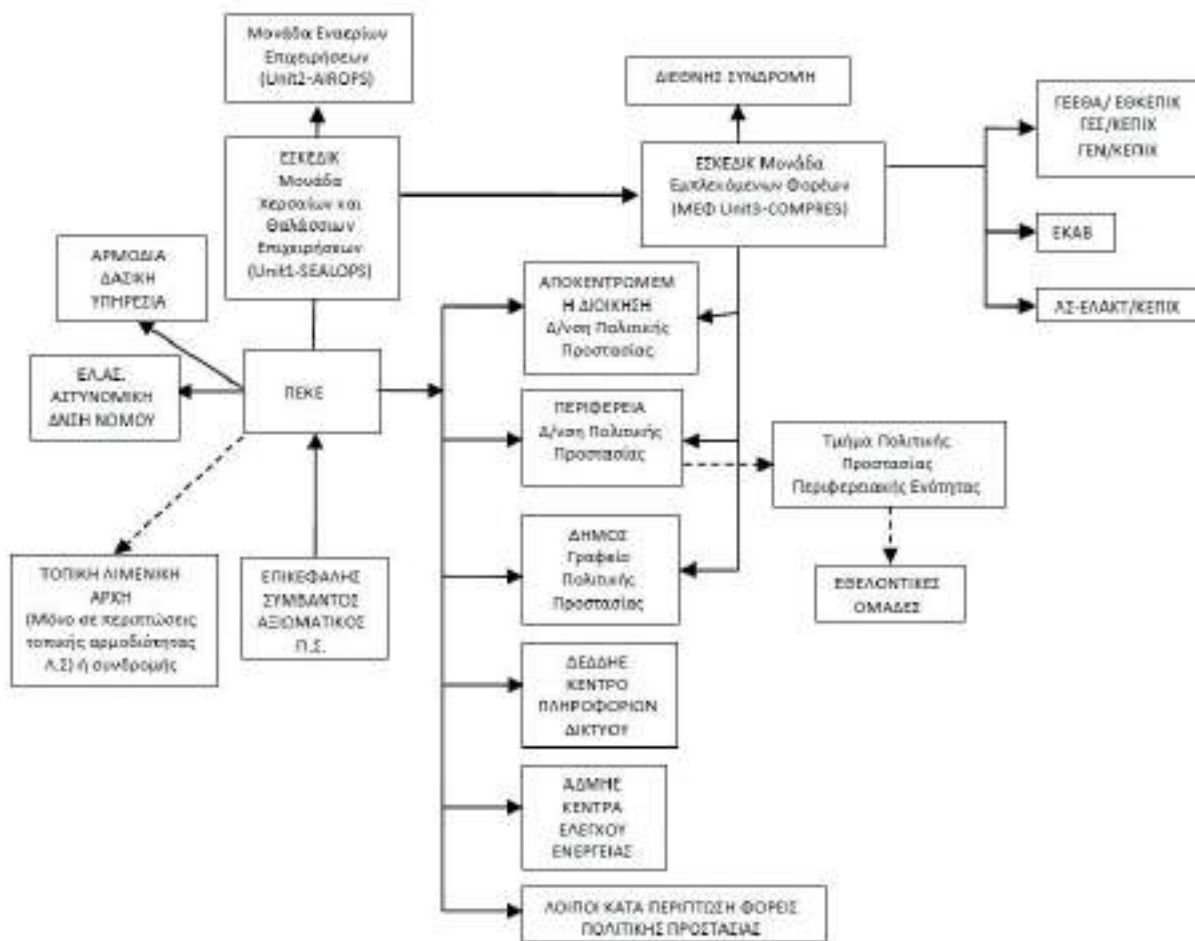 Μονάδα Εναερίων
Επιχειρήσεων
(Unit2-AIROPS)
ΔΙΕΘΝΗΣ ΣΥΝΔΡΟΜΗ
ΓΕΕΘΑ/ ΕΘΚΕΠΙΧ
ΓΕΣ/ΚΕΠΙΧ
ΓΕΝ/ΚΕΠΙΧ
ΕΣΚΕΔΙΚ
Μονάδα
Χερσαίων και
Θαλάσσιων
Επιχειρήσεων
(Unit1-SEALOPS)
ΕΣΚΕΔΙΚ Μονάδα
Εμπλεκόμενων Φορέων
(ΜΕΦ Unit3-COMPRES)
ΕΚΑΒ
ΛΣ-ΕΛΑΚΤ/ΚΕΠΙΧ
ΑΡΜΟΔΙΑ
ΔΑΣΙΚΗ
ΥΠΗΡΕΣΙΑ
ΑΠΟΚΕΝΤΡΩΜΕΜ
Η ΔΙΟΙΚΗΣΗ
Δ/νση Πολιτικής
Προστασίας
ΕΛ.ΑΣ.
ΑΣΤΥΝΟΜΙΚΗ
ΔΝΣΗ ΝΟΜΟΥ
ΠΕΚΕ
ΠΕΡΙΦΕΡΕΙΑ
Δ/νση Πολιτικής
Προστασίας
Τμήμα Πολιτικής
Προστασίας
Περιφερειακής Ενότητας
ΤΟΠΙΚΗ ΛΙΜΕΝΙΚΗ
ΑΡΧΗ
(Μόνο σε περιπτώσεις
τοπικής αρμοδιότητας
Λ.Σ) ή συνδρομής
ΕΠΙΚΕΦΑΛΗΣ
ΣΥΜΒΑΝΤΟΣ
ΑΞΙΩΜΑΤΙΚΟΣ
Π.Σ.
ΔΗΜΟΣ
Γραφείο
Πολιτικής
Προστασίας
ΕΘΕΛΟΝΤΙΚΕΣ
ΟΜΑΔΕΣ
ΔΕΔΔΗΕ
ΚΕΝΤΡΟ
ΠΛΗΡΟΦΟΡΙΩΝ
ΔΙΚΤΥΟΥ
ΑΔΜΗΕ
ΚΕΝΤΡΑ
ΕΛΕΓΧΟΥ
ΕΝΕΡΓΕΙΑΣ
ΛΟΙΠΟΙ ΚΑΤΑ ΠΕΡΙΠΤΩΣΗ ΦΟΡΕΙΣ
ΠΟΛΙΤΙΚΗΣ ΠΡΟΣΤΑΣΙΑΣ